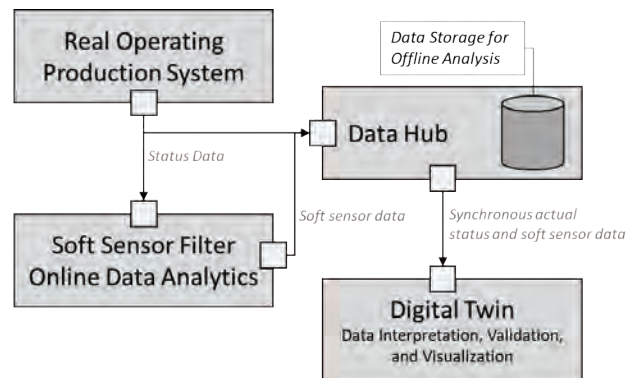 Real Operating
Production System
Data Storage for
Offline Analysis
Data Hub
Status Data
Soft Sensor Filter
Online Data Analytics
Soft sensor data
Synchronous actual
status and soft sensor data
Digital Twin
Data Interpretation, Validation,
and Visualization